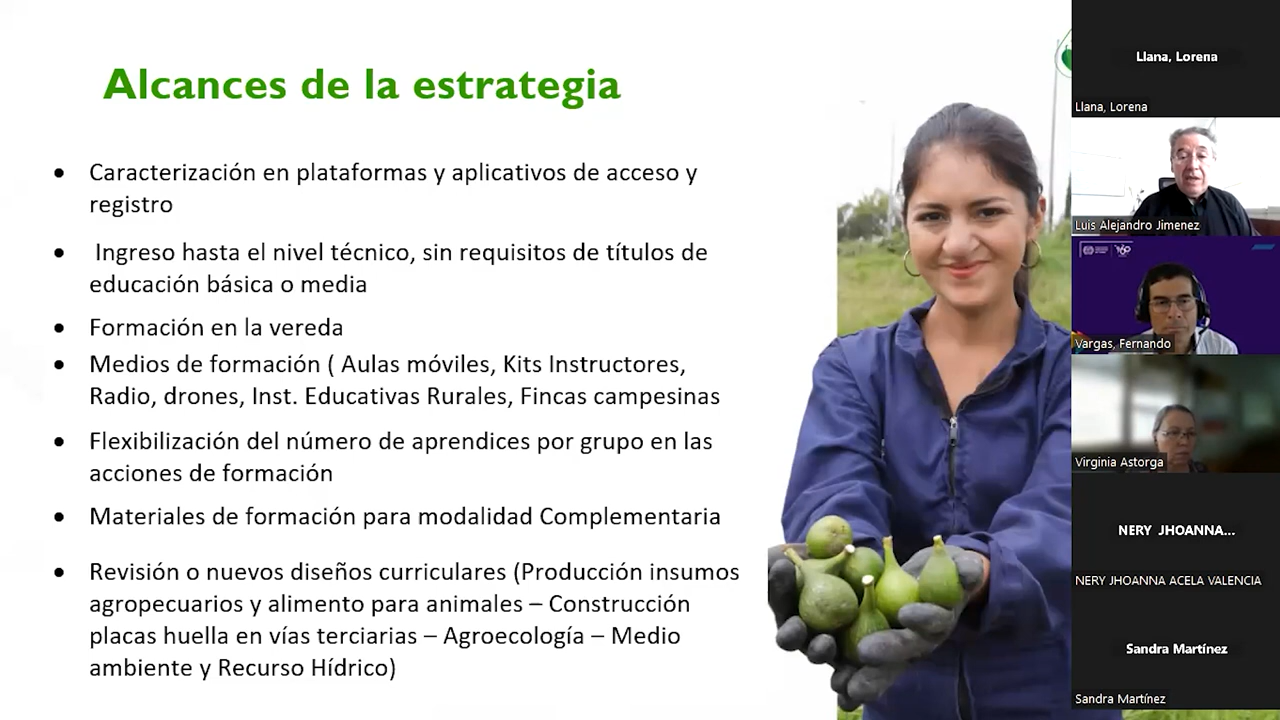 Alcances de la estrategia
• Caracterización en plataformas y aplicativos de acceso y
registro
• Ingreso hasta el nivel técnico, sin requisitos de títulos de
educación básica o media
• Formación en la vereda
• Medios de formación ( Aulas móviles, Kits Instructores,
Radio, drones, Inst. Educativas Rurales, Fincas campesinas
• Flexibilización del número de aprendices por grupo en las
acciones de formación
• Materiales de formación para modalidad Complementaria
• Revisión o nuevos diseños curriculares (Producción insumos
agropecuarios y alimento para animales – Construcción
placas huella en vías terciarias – Agroecología – Medio
ambiente y Recurso Hídrico)
Llana, Lorena
Llana, Lorena
Luis Alejandro Jimenez
Vargas, Fernando
Virginia Astorga
NERY JHOANNA...
NERY JHOANNA ACELA VALENCIA
Sandra Martínez
Sandra Martínez